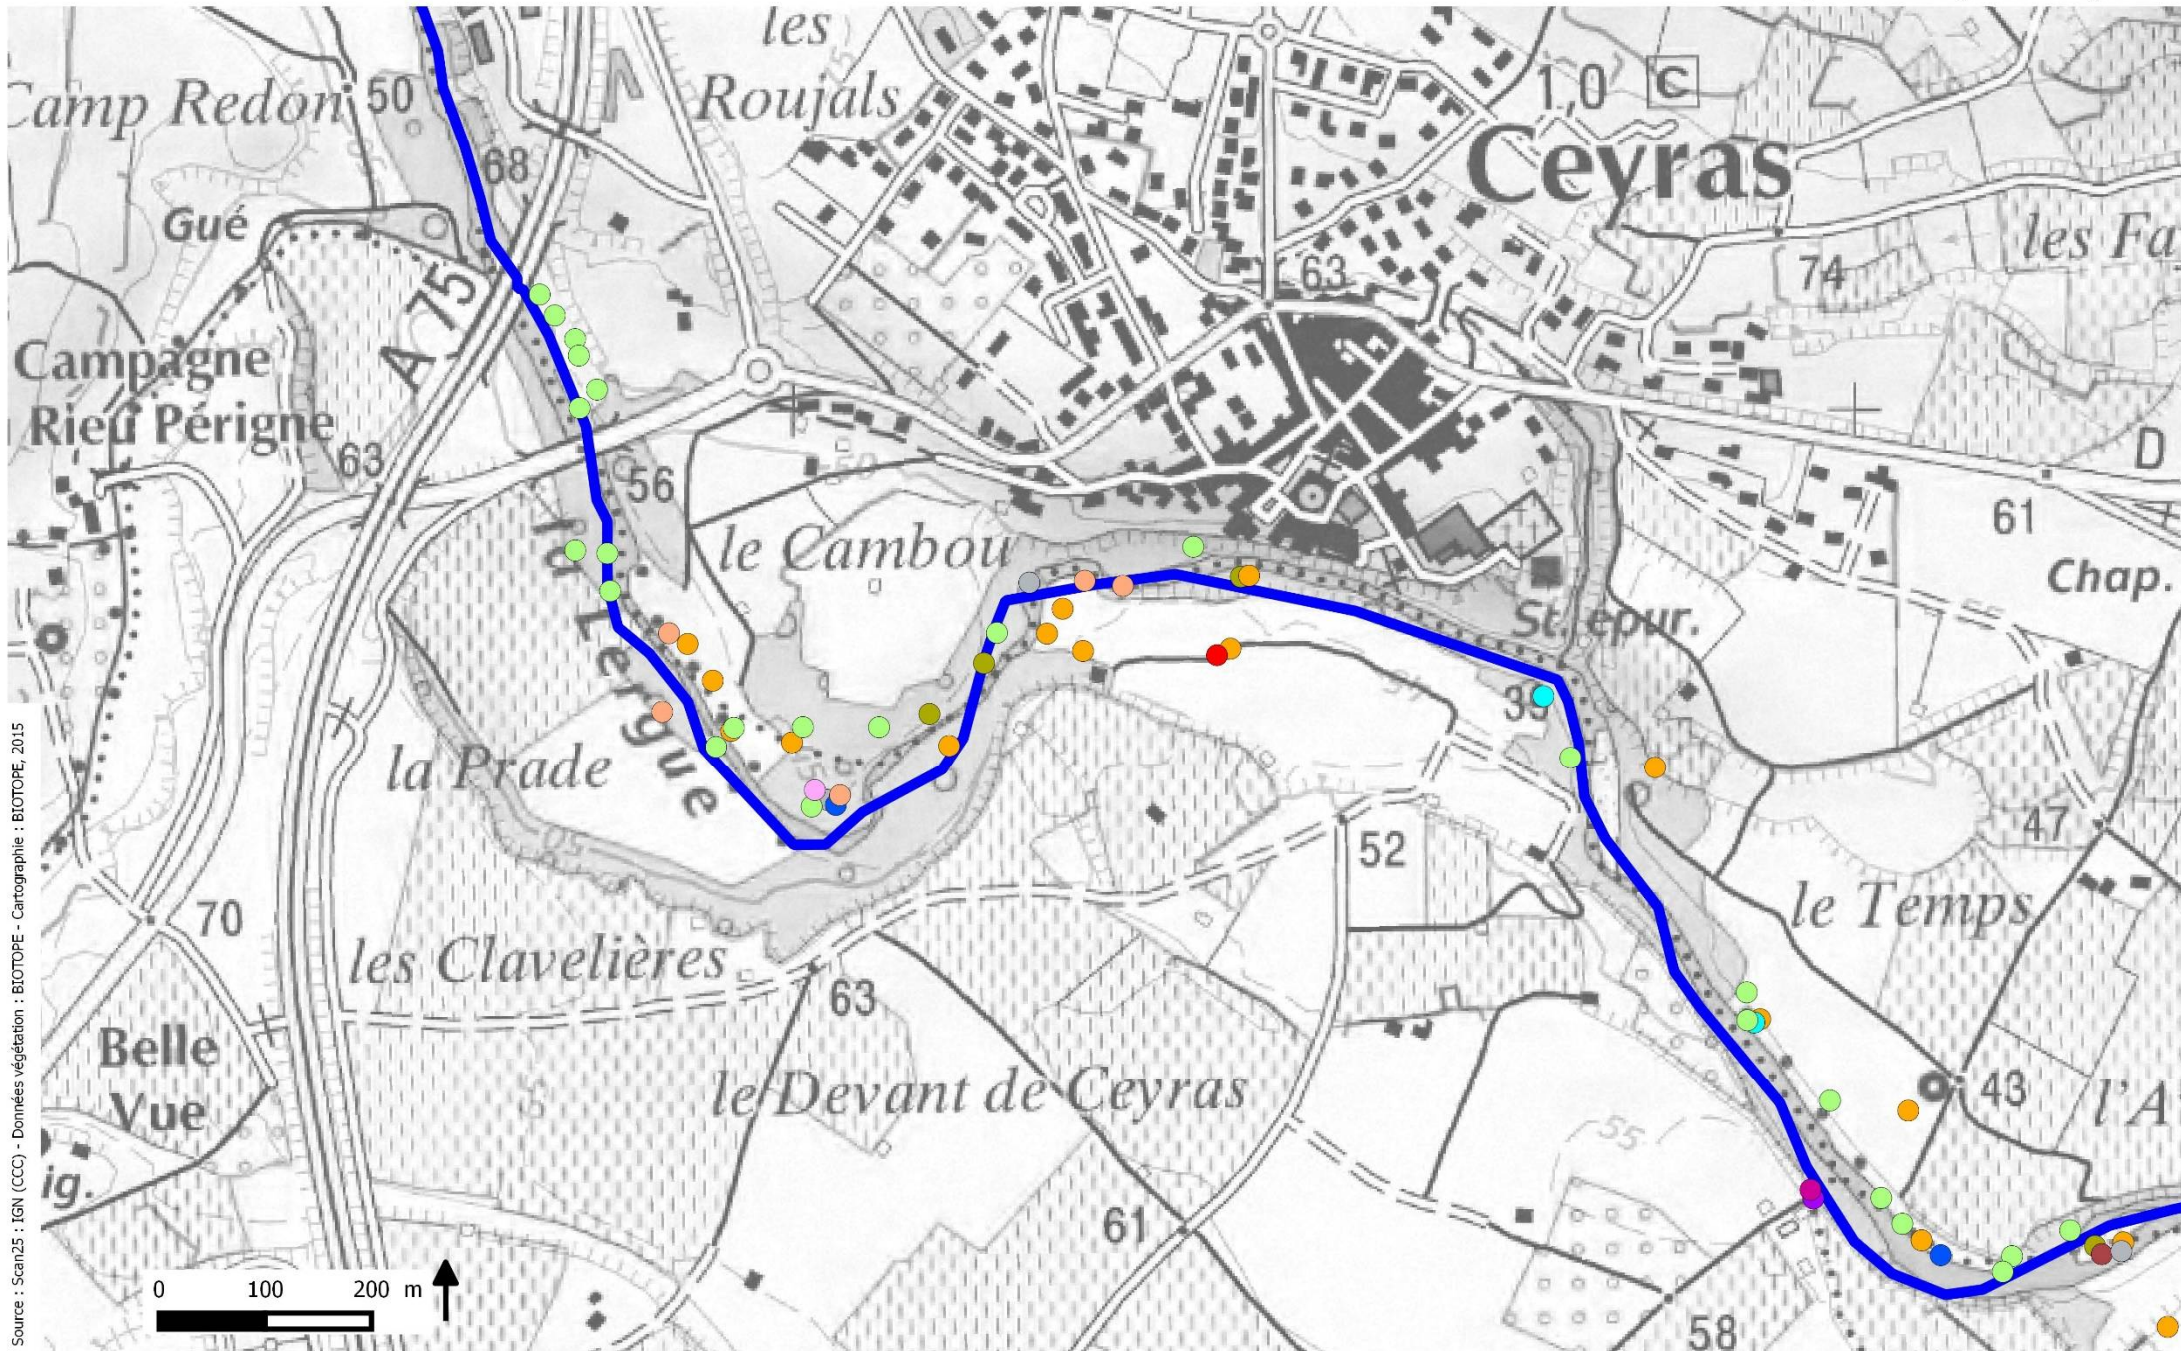 les
Camp Redon
50
Roujals
1,0
C
Ceyras
68
Gué
les Fa
63
74
A 75
Campagne
Rieu Périgne
63
D
56
61
le Cambou
Chap.
St. épur.
la Lergue
39
la Prade
47
52
70
le Temps
les Clavelières
63
Belle
Vue
le Devant de Ceyras
43
l'A
55
ig.
61
0 100 200 m
58
Source : Scan25 : IGN (CCC) - Données végétation : BIOTOPE - Cartographie : BIOTOPE, 2015